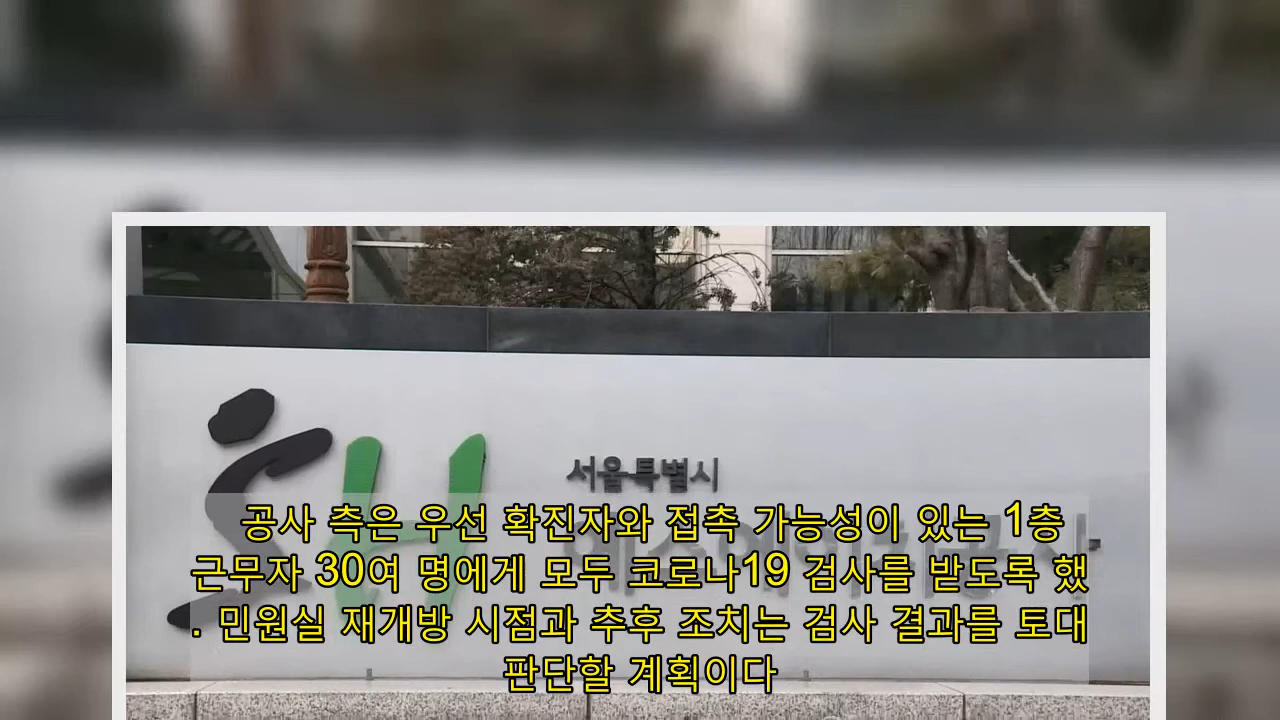 SH
서울특별시
공사 측은 우선 확진자와 접촉 가능성이 있는 1층
근무자 30여 명에게 모두 코로나19 검사를 받도록 했
. 민원실 재개방 시점과 추후 조치는 검사 결과를 토대
판단할 계획이다